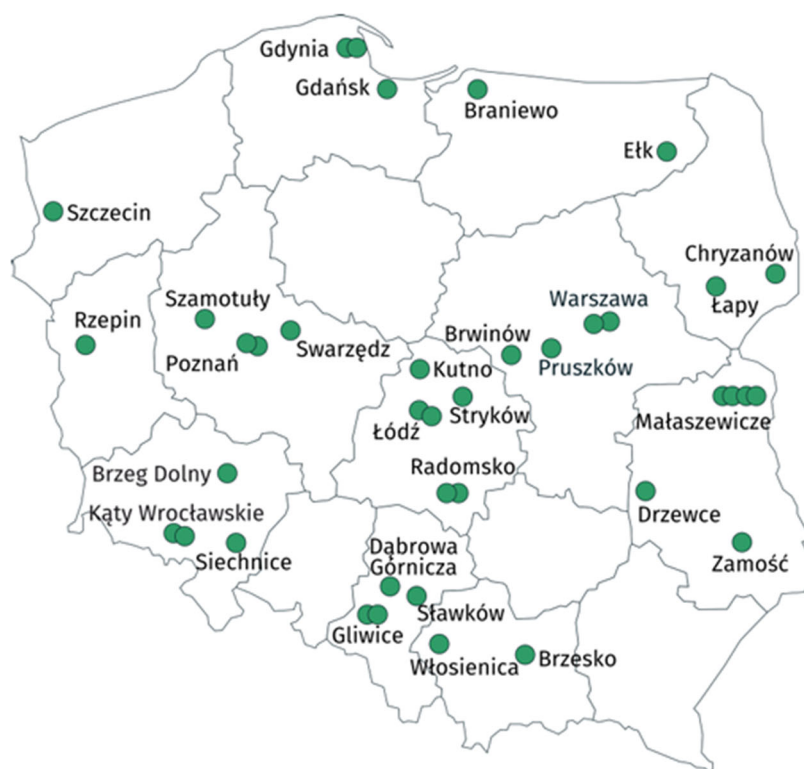 Gdynia
Gdańsk
Braniewo
Ełk
Szczecin
Chryzanów
Łapy
Szamotuły
Warszawa
Rzepin
Brwinów
Swarzędz
Poznań
Pruszków
Kutno
Stryków
Małaszewicze
Łódź
Radomsko
Brzeg Dolny
Kąty Wrocławskie
Drzewce
Siechnice
Dąbrowa
Górnicza
Zamość
Sławków
Gliwice
Włosienica
Brzesko